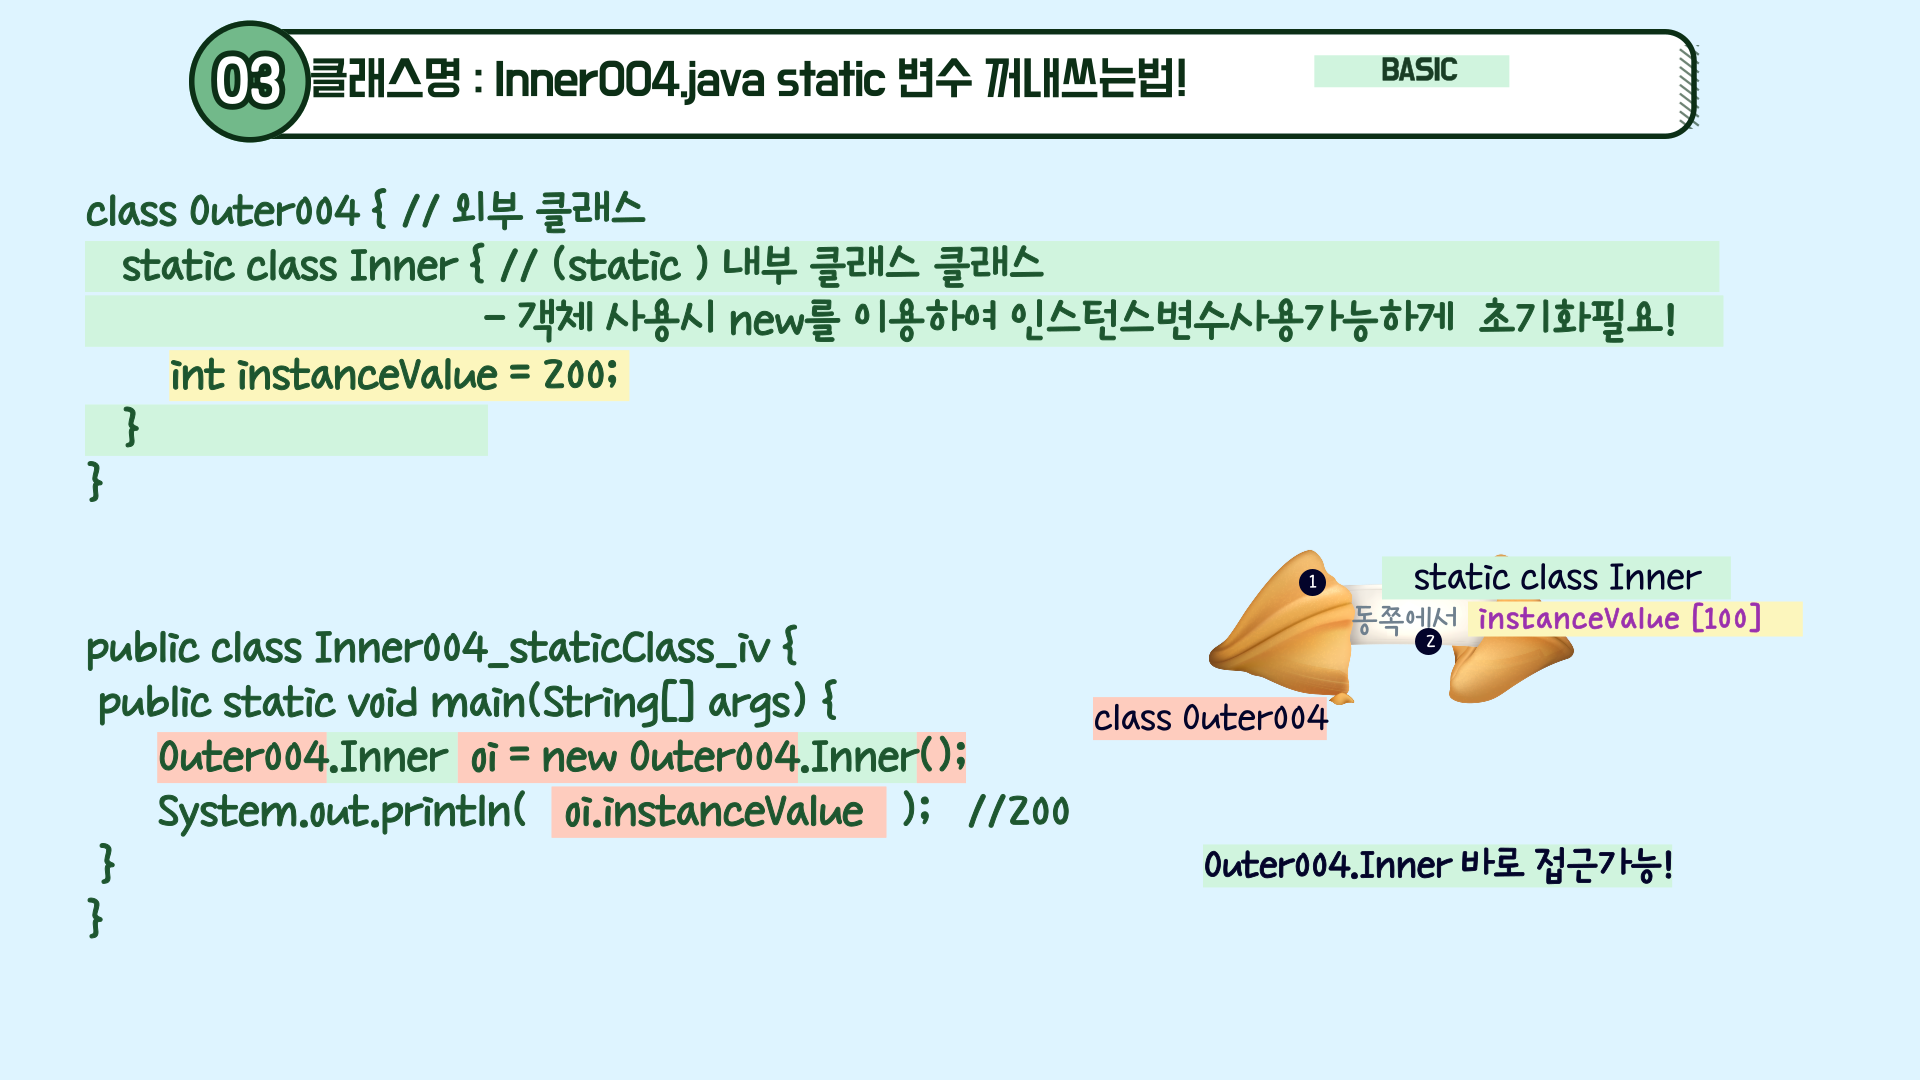 03 클래스명 : Inner004.java static 변수 꺼내쓰는법!
BASIC
class Outer004 { // 외부 클래스
static class Inner { // (static ) 내부 클래스 클래스
- 객체 사용시 new를 이용하여 인스턴스변수사용가능하게 초기화필요!
int instanceValue = 200;
}
}
public class Inner004_staticClass_iv {
public static void main(String[] args) {
Outer004.Inner oi = new Outer004.Inner();
System.out.println( oi.instanceValue ); //200
}
}
1
static class Inner
동쪽에서
instanceValue [100]
2
class Outer004
Outer004.Inner 바로 접근가능!